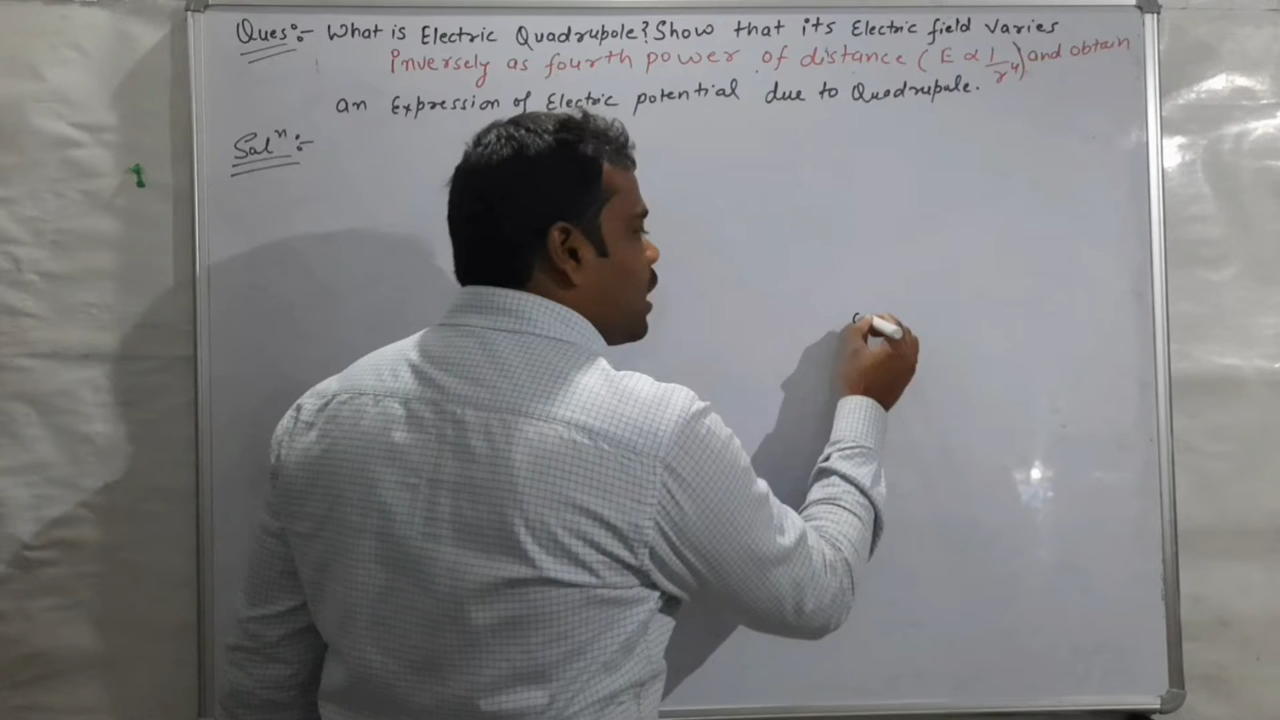 Ques:- What is Electric Quadrupole? Show that its Electric field varies
inversely as fourth power of distance (E ∝ 1/r⁴) and obtain
an Expression of Electric potential due to Quadrupole.
Solⁿ:-
1